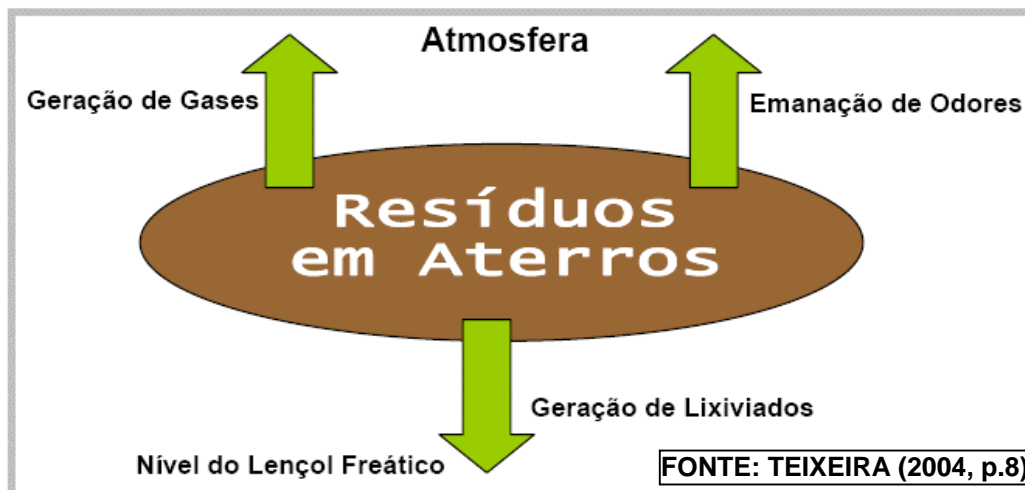 Atmosfera
Geração de Gases
Emanação de Odores
Resíduos
em Aterros
Geração de Lixiviados
Nível do Lençol Freático
FONTE: TEIXEIRA (2004, p.8)